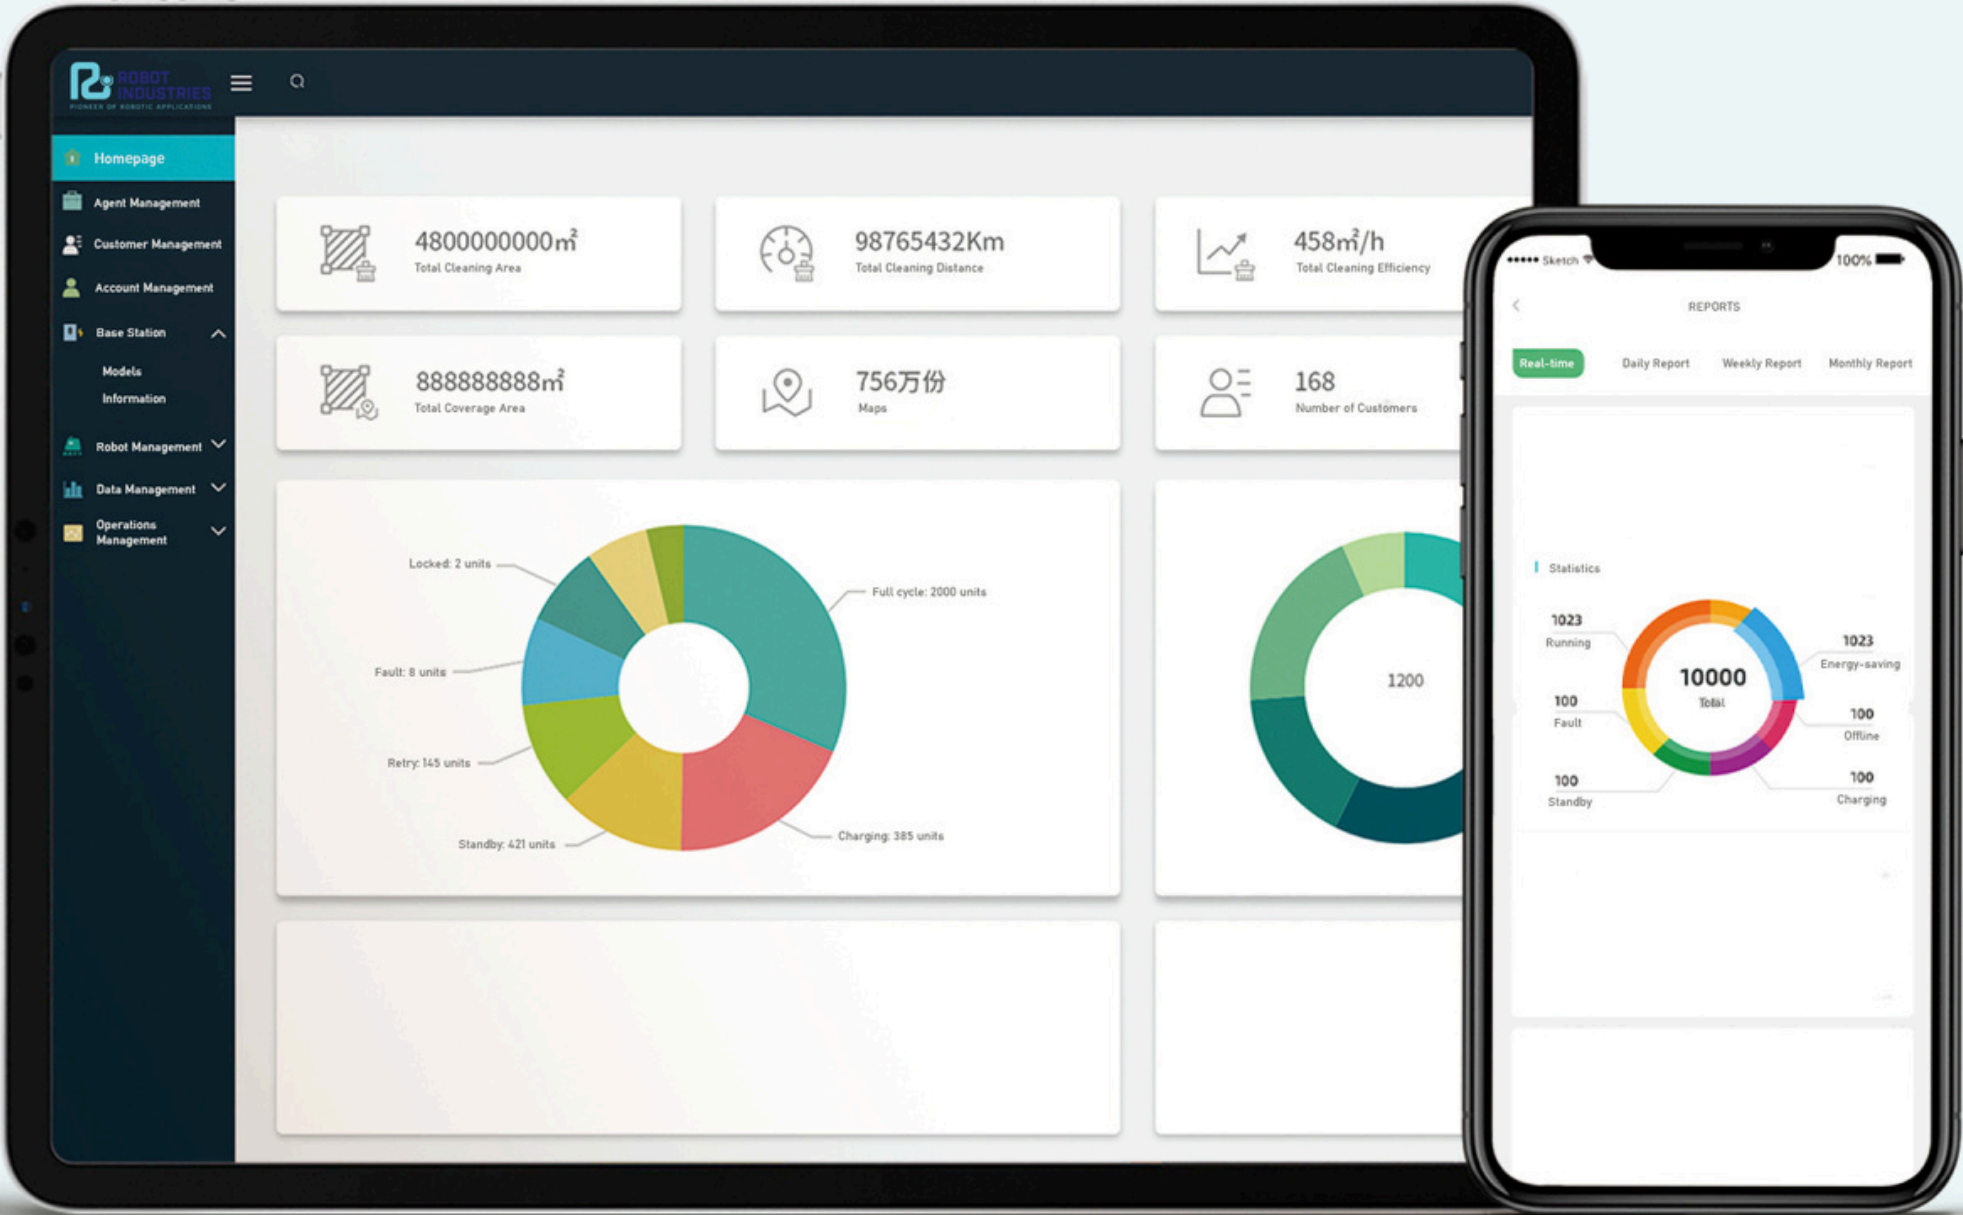 ROBOT
INDUSTRIES
PIONEER OF ROBOTIC APPLICATIONS
Homepage
Agent Management
Customer Management
Account Management
Base Station
Models
Information
Robot Management
Data Management
Operations
Management
4800000000㎡
Total Cleaning Area
98765432Km
Total Cleaning Distance
458㎡/h
Total Cleaning Efficiency
888888888㎡
Total Coverage Area
756万份
Maps
168
Number of Customers
Locked: 2 units
Full cycle: 2000 units
Fault: 8 units
Retry: 145 units
Standby: 421 units
Charging: 385 units
1200
Sketch
100%
REPORTS
Real-time
Daily Report
Weekly Report
Monthly Report
Statistics
1023
Running
1023
Energy-saving
10000
Total
100
Fault
100
Offline
100
Standby
100
Charging